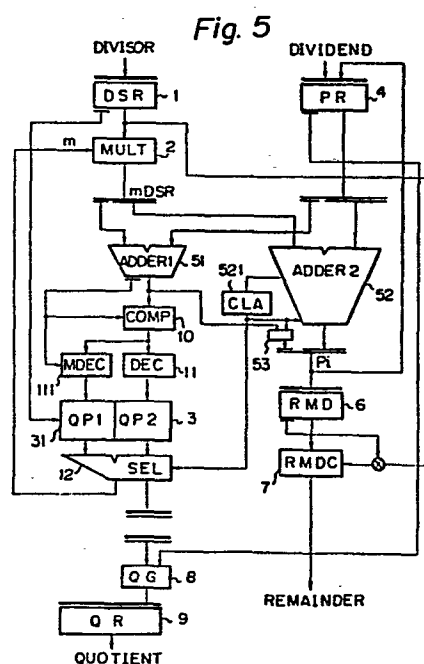 Fig. 5
DIVISOR
DIVIDEND
DSR 1
PR 4
m MULT 2
mDSR
ADDER1 51
ADDER 2 52
521
CLA
COMP 10
53
MDEC 111
DEC 11
Pi
QP1 QP2 3
31
RMD 6
12 SEL
RMDC 7
QG 8
REMAINDER
QR 9
QUOTIENT